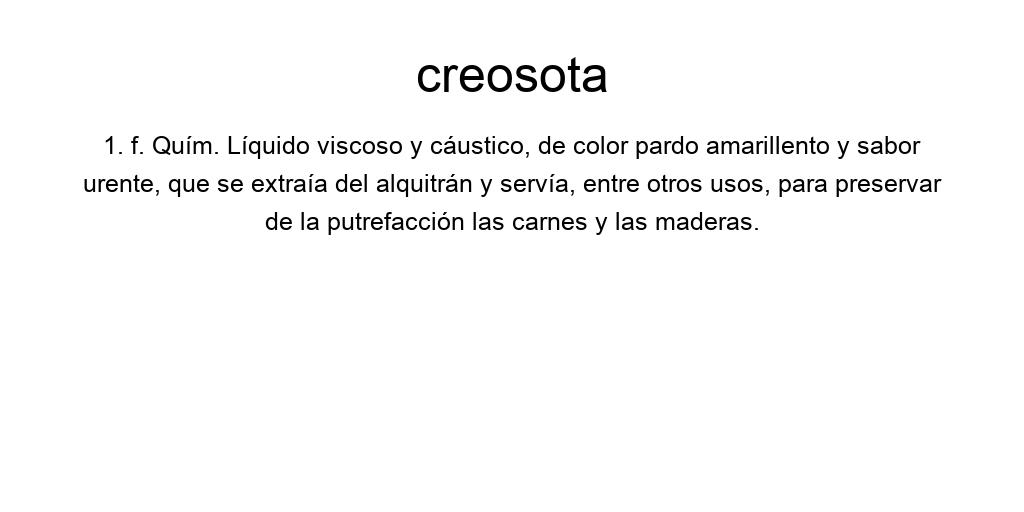 creosota
1. f. Quím. Líquido viscoso y cáustico, de color pardo amarillento y sabor
urente, que se extraía del alquitrán y servía, entre otros usos, para preservar
de la putrefacción las carnes y las maderas.